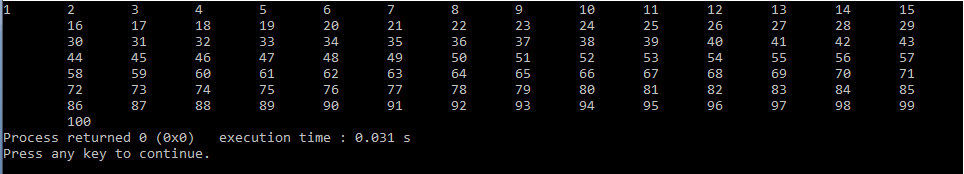 1 2 3 4 5 6 7 8 9 10 11 12 13 14 15
16 17 18 19 20 21 22 23 24 25 26 27 28 29
30 31 32 33 34 35 36 37 38 39 40 41 42 43
44 45 46 47 48 49 50 51 52 53 54 55 56 57
58 59 60 61 62 63 64 65 66 67 68 69 70 71
72 73 74 75 76 77 78 79 80 81 82 83 84 85
86 87 88 89 90 91 92 93 94 95 96 97 98 99
100
Process returned 0 (0x0)   execution time : 0.031 s
Press any key to continue.